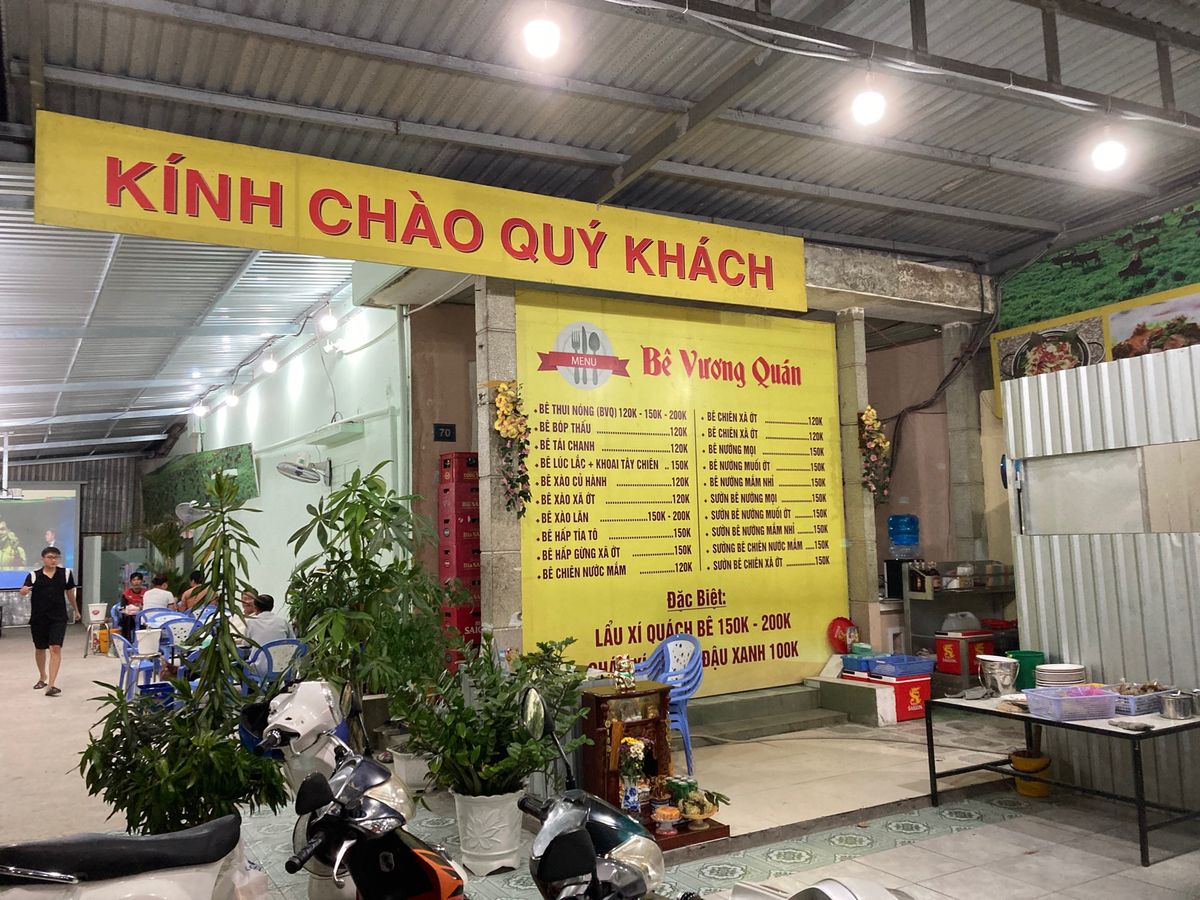 KÍNH CHÀO QUÝ KHÁCH
MENU
Bê Vương Quán
BÊ THUI NÓNG (BVQ) 120K - 150K - 200K
BÊ BÓP THẤU ........................120K
BÊ TÁI CHANH ........................120K
BÊ LÚC LẮC + KHOAI TÂY CHIÊN .. 150K
BÊ XÀO CỦ HÀNH ................120K
BÊ XÀO XẢ ỚT ........................120K
BÊ XÀO LĂN ................150K - 200K
BÊ HẤP TÍA TÔ ........................150K
BÊ HẤP GỪNG XẢ ỚT ................150K
BÊ CHIÊN NƯỚC MẮM ................120K
BÊ CHIÊN XẢ ỚT ................120K
BÊ CHIÊN XẢ ỚT ................120K
BÊ NƯỚNG MỌI ................150K
BÊ NƯỚNG MUỐI ỚT ................150K
BÊ NƯỚNG MẮM NHĨ ................150K
SƯỜN BÊ NƯỚNG MỌI ............150K
SƯỜN BÊ NƯỚNG MUỐI ỚT ........150K
SƯỜN BÊ NƯỚNG MẮM NHĨ ........150K
SƯỜNG BÊ CHIÊN NƯỚC MẮM ....150K
SƯỜN BÊ CHIÊN XẢ ỚT ............150K
Đặc Biệt:
LẨU XÍ QUÁCH BÊ 150K - 200K
ĐẬU XANH 100K
70
SAIGON